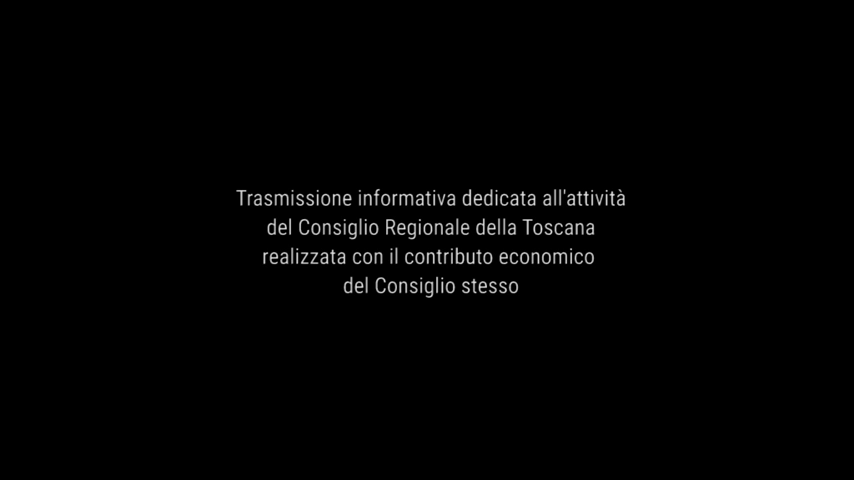 Trasmissione informativa dedicata all'attività
del Consiglio Regionale della Toscana
realizzata con il contributo economico
del Consiglio stesso